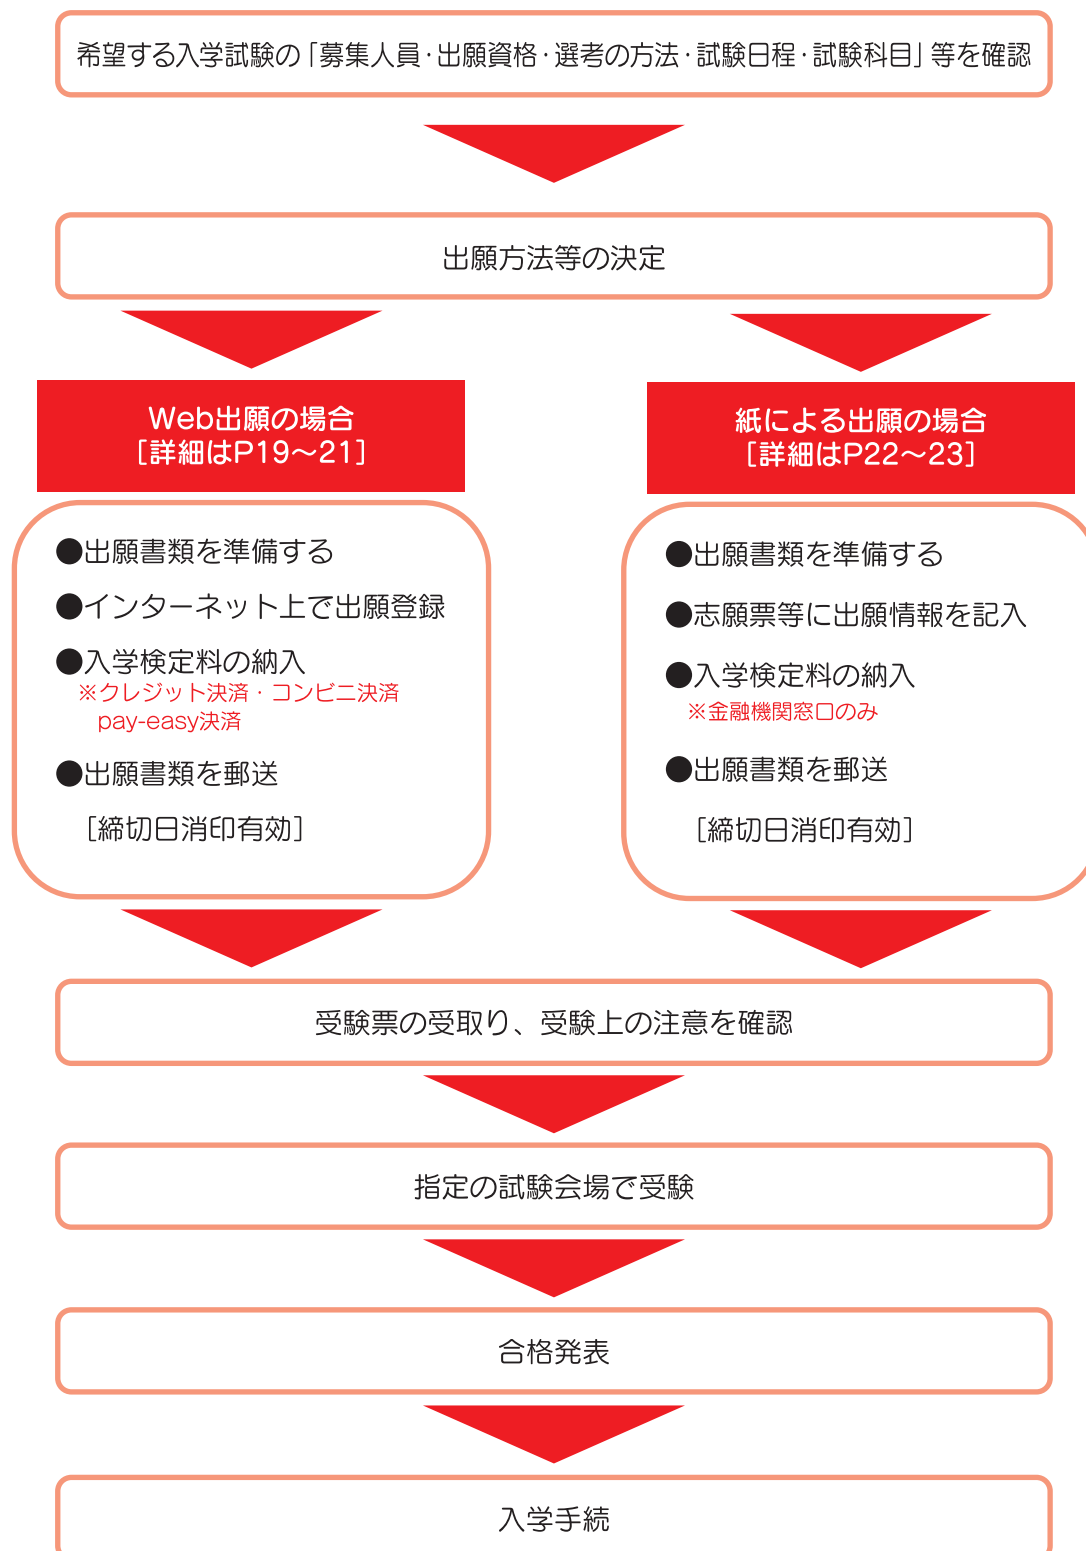 希望する入学試験の「募集人員・出願資格・選考の方法・試験日程・試験科目」等を確認
出願方法等の決定
Web出願の場合
[詳細はP19～21]
●出願書類を準備する
●インターネット上で出願登録
●入学検定料の納入
※クレジット決済・コンビニ決済
pay-easy決済
●出願書類を郵送
[締切日消印有効]
紙による出願の場合
[詳細はP22～23]
●出願書類を準備する
●志願票等に出願情報を記入
●入学検定料の納入
※金融機関窓口のみ
●出願書類を郵送
[締切日消印有効]
受験票の受取り、受験上の注意を確認
指定の試験会場で受験
合格発表
入学手続